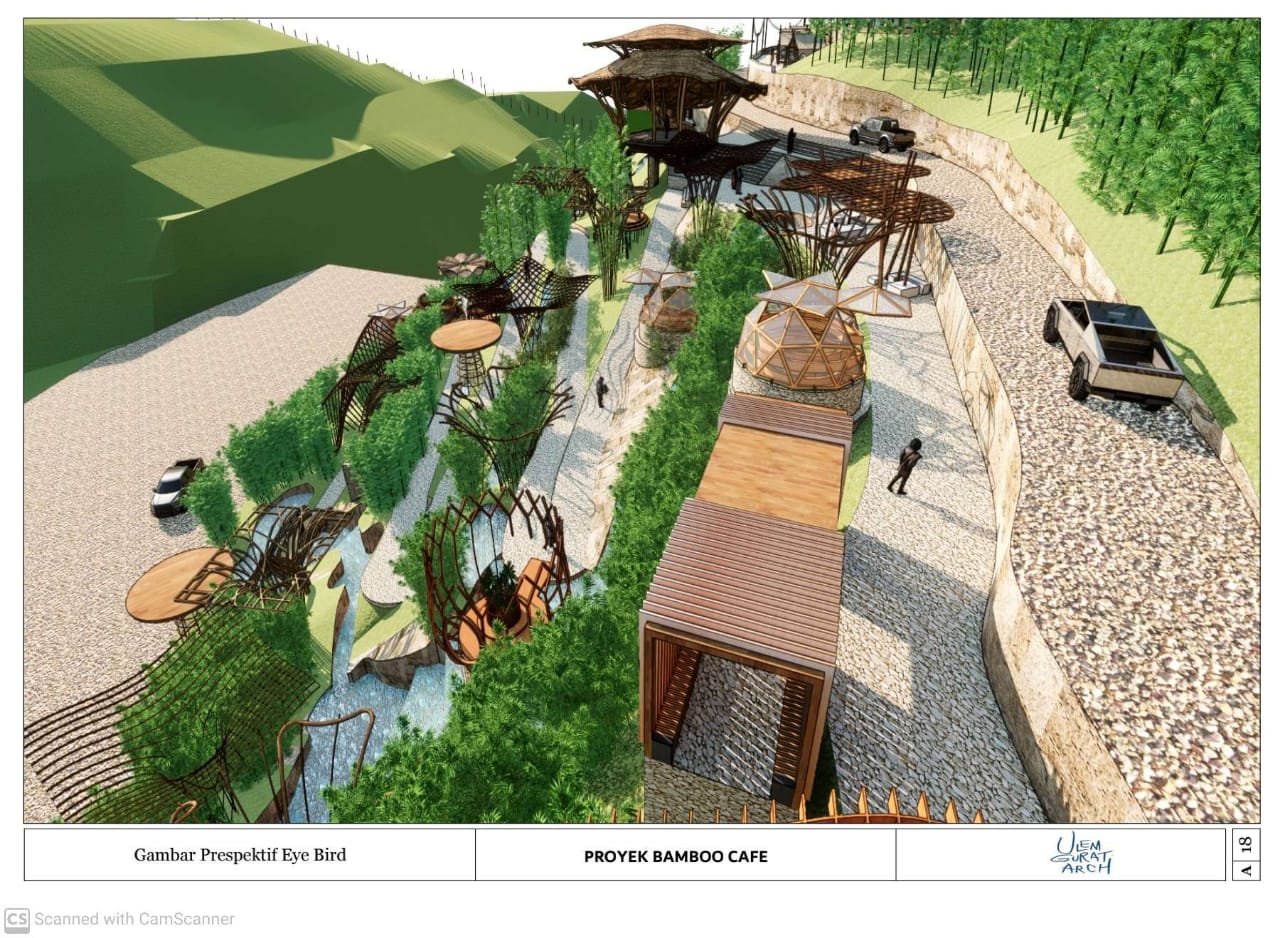 Gambar Prespektif Eye Bird
PROYEK BAMBOO CAFE
ULEM
GURAT
ARCH
A 18
CS Scanned with CamScanner